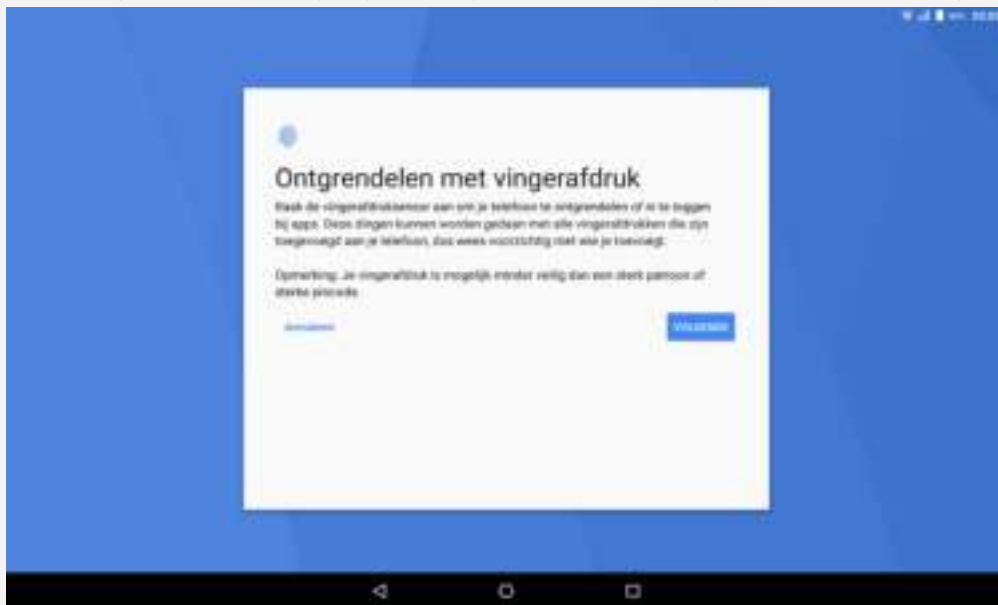 Ontgrendelen met vingerafdruk
Raak de vingerafdruksensor aan om je telefoon te ontgrendelen of in te loggen
bij apps. Deze dingen kunnen worden gedaan met alle vingerafdrukken die zijn
toegevoegd aan je telefoon, dus wees voorzichtig met wie je toevoegt.
Opmerking: Je vingerafdruk is mogelijk minder veilig dan een sterk patroon of
sterke pincode.